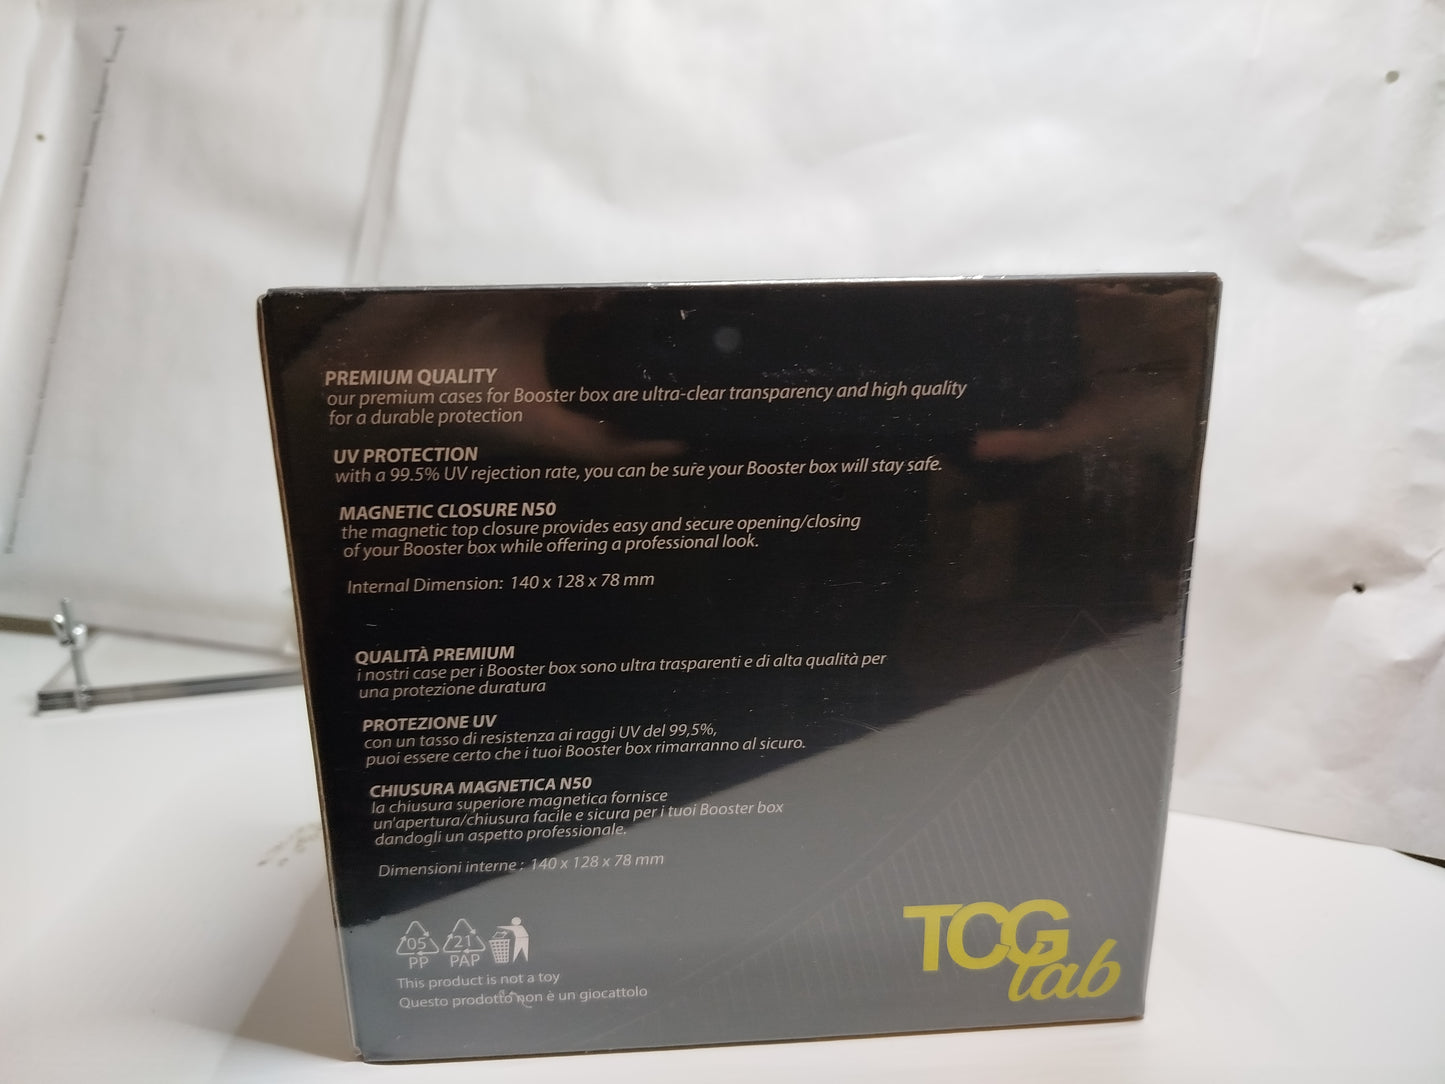 PREMIUM QUALITY
our premium cases for Booster box are ultra-clear transparency and high quality
for a durable protection
UV PROTECTION
with a 99.5% UV rejection rate, you can be sure your Booster box will stay safe.
MAGNETIC CLOSURE N50
the magnetic top closure provides easy and secure opening/closing
of your Booster box while offering a professional look.
Internal Dimension: 140 x 128 x 78 mm
QUALITÀ PREMIUM
i nostri case per i Booster box sono ultra trasparenti e di alta qualità per
una protezione duratura
PROTEZIONE UV
con un tasso di resistenza ai raggi UV del 99,5%,
puoi essere certo che i tuoi Booster box rimarranno al sicuro.
CHIUSURA MAGNETICA N50
la chiusura superiore magnetica fornisce
un'apertura/chiusura facile e sicura per i tuoi Booster box
dandogli un aspetto professionale.
Dimensioni interne : 140 x 128 x 78 mm
05 21
PP PAP
This product is not a toy
Questo prodotto non è un giocattolo
TCG
lab